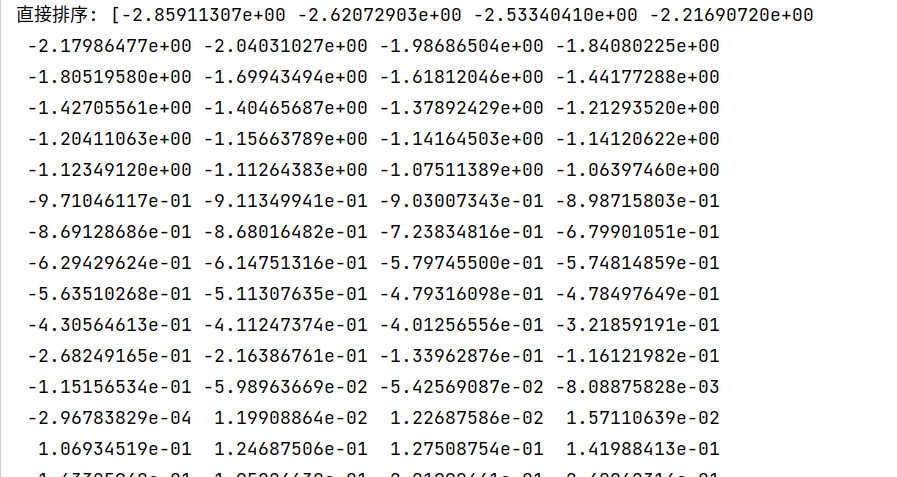 直接排序: [-2.85911307e+00 -2.62072903e+00 -2.53340410e+00 -2.21690720e+00
-2.17986477e+00 -2.04031027e+00 -1.98686504e+00 -1.84080225e+00
-1.80519580e+00 -1.69943494e+00 -1.61812046e+00 -1.44177288e+00
-1.42705561e+00 -1.40465687e+00 -1.37892429e+00 -1.21293520e+00
-1.20411063e+00 -1.15663789e+00 -1.14164503e+00 -1.14120622e+00
-1.12349120e+00 -1.11264383e+00 -1.07511389e+00 -1.06397460e+00
-9.71046117e-01 -9.11349941e-01 -9.03007343e-01 -8.98715803e-01
-8.69128686e-01 -8.68016482e-01 -7.23834816e-01 -6.79901051e-01
-6.29429624e-01 -6.14751316e-01 -5.79745500e-01 -5.74814859e-01
-5.63510268e-01 -5.11307635e-01 -4.79316098e-01 -4.78497649e-01
-4.30564613e-01 -4.11247374e-01 -4.01256556e-01 -3.21859191e-01
-2.68249165e-01 -2.16386761e-01 -1.33962876e-01 -1.16121982e-01
-1.15156534e-01 -5.98963669e-02 -5.42569087e-02 -8.08875828e-03
-2.96783829e-04 1.19908864e-02 1.22687586e-02 1.57110639e-02
1.06934519e-01 1.24687506e-01 1.27508754e-01 1.41988413e-01